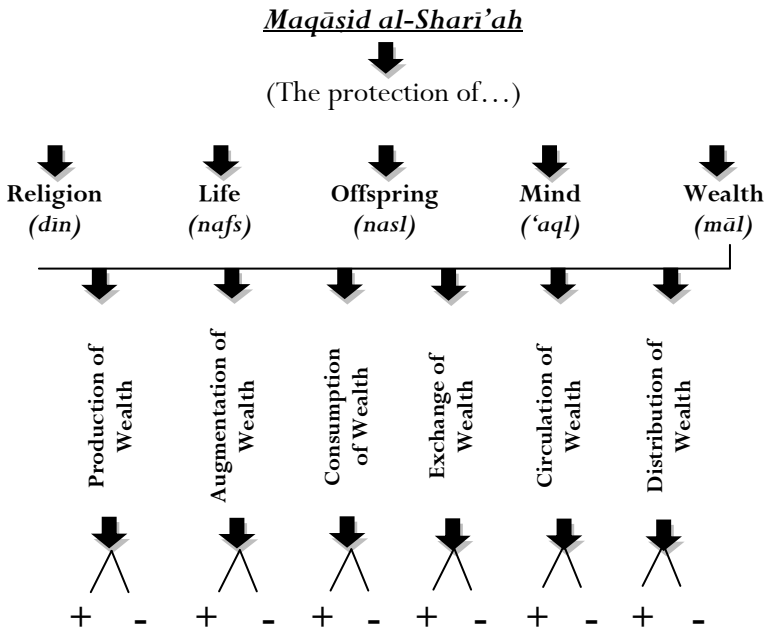 Maqāṣid al-Sharī’ah
(The protection of…)
Religion
(dīn)
Life
(nafs)
Offspring
(nasl)
Mind
(‘aql)
Wealth
(māl)
Production of
Wealth
Augmentation of
Wealth
Consumption
of Wealth
Exchange of
Wealth
Circulation of
Wealth
Distribution of
Wealth
+ - + - + - + - + - + -